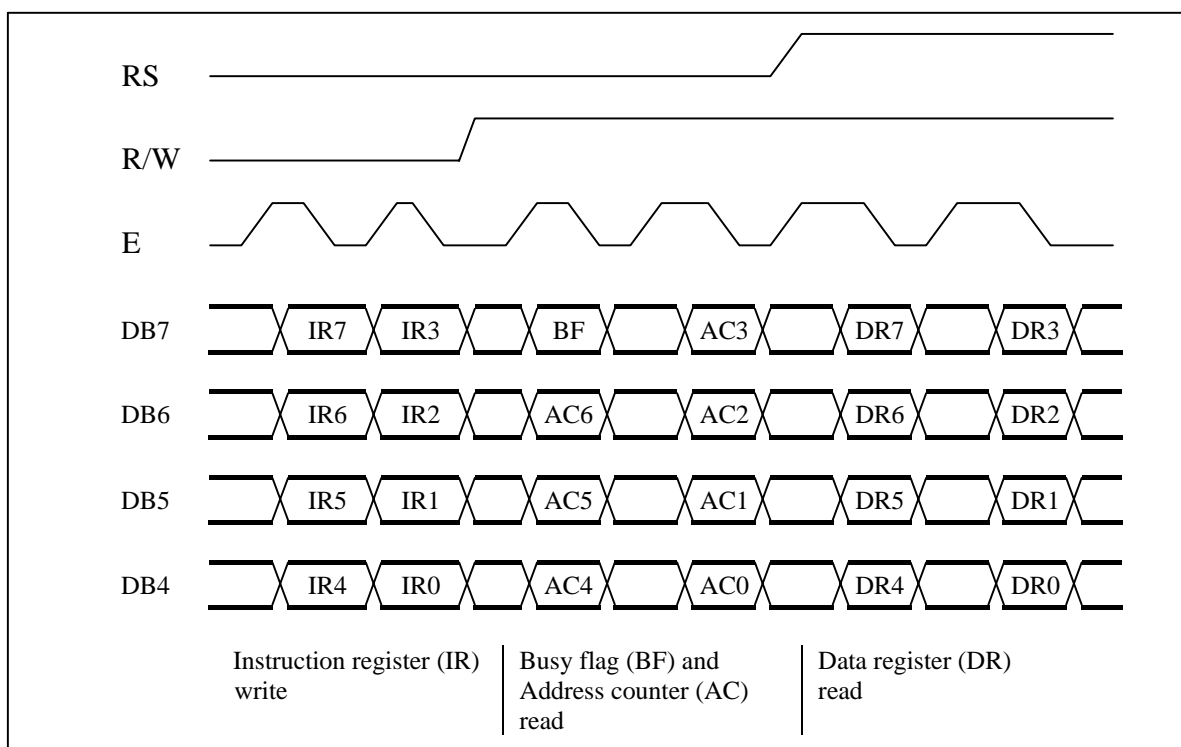 RS
R/W
E
DB7 IR7 IR3 BF AC3 DR7 DR3
DB6 IR6 IR2 AC6 AC2 DR6 DR2
DB5 IR5 IR1 AC5 AC1 DR5 DR1
DB4 IR4 IR0 AC4 AC0 DR4 DR0
Instruction register (IR)
write
Busy flag (BF) and
Address counter (AC)
read
Data register (DR)
read